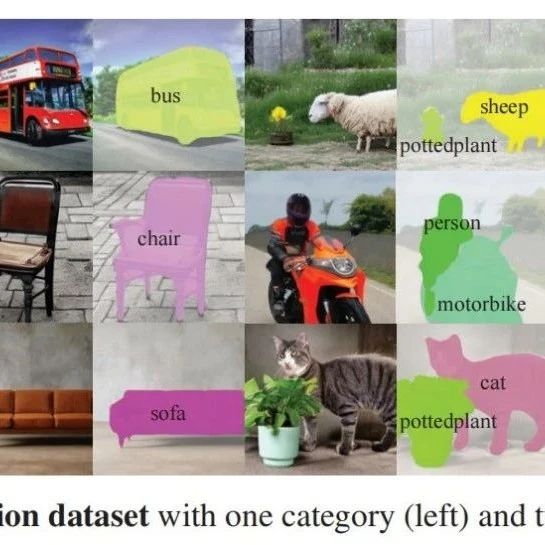 bus
sheep
pottedplant
chair
person
motorbike
sofa
cat
pottedplant
ion dataset with one category (left) and t